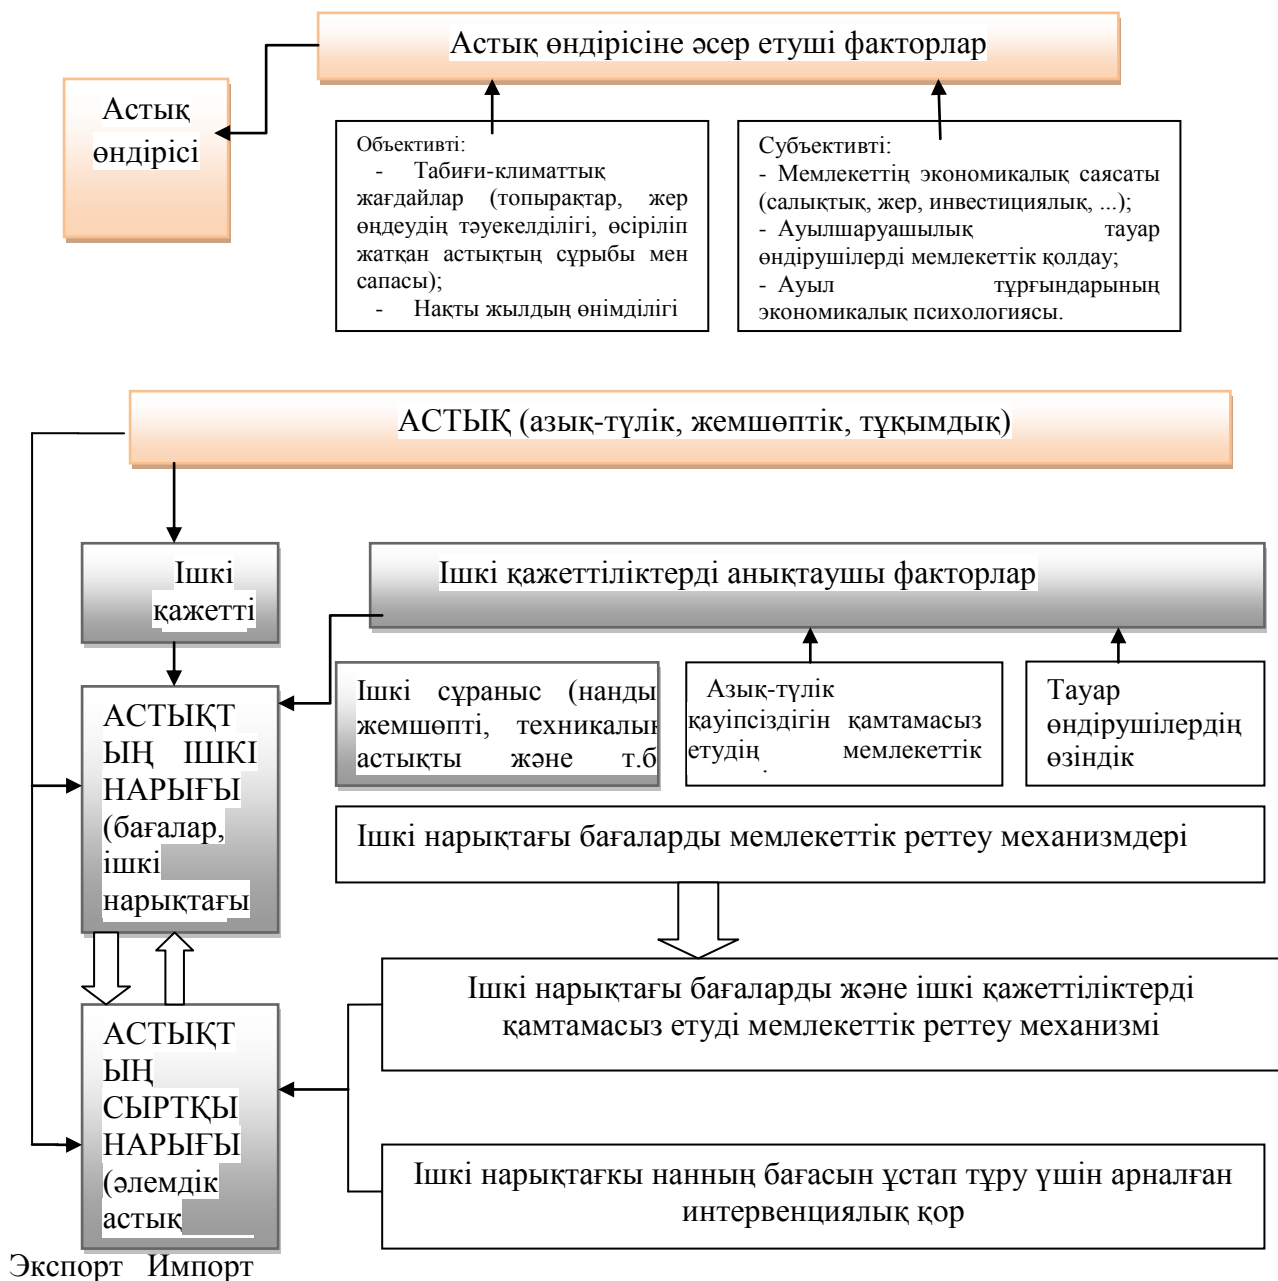 Астық өндірісіне әсер етуші факторлар
Астық
өндірісі
Объективті:
- Табиғи-климаттық
жағдайлар (топырақтар, жер
өңдеудің тәуекелділігі, өсіріліп
жатқан астықтың сұрыбы мен
сапасы);
- Нақты жылдың өнімділігі
Субъективті:
- Мемлекеттің экономикалық саясаты
(салықтық, жер, инвестициялық, ...);
- Ауылшаруашылық тауар
өндірушілерді мемлекеттік қолдау;
- Ауыл тұрғындарының
экономикалық психологиясы.
АСТЫҚ (азық-түлік, жемшөптік, тұқымдық)
Ішкі
қажетті
Ішкі қажеттіліктерді анықтаушы факторлар
Ішкі сұраныс (нанды
жемшөпті, техникалық
астықты және т.б
Азық-түлік
қауіпсіздігін қамтамасыз
етудің мемлекеттік
Тауар
өндірушілердің
өзіндік
АСТЫҚТ
ЫҢ ІШКІ
НАРЫҒЫ
(бағалар,
ішкі
нарықтағы
Ішкі нарықтағы бағаларды мемлекеттік реттеу механизмдері
Ішкі нарықтағы бағаларды және ішкі қажеттіліктерді
қамтамасыз етуді мемлекеттік реттеу механизмі
АСТЫҚТ
ЫҢ
СЫРТҚЫ
НАРЫҒЫ
(әлемдік
астық
Ішкі нарықтағкы нанның бағасын ұстап тұру үшін арналған
интервенциялық қор
Экспорт Импорт